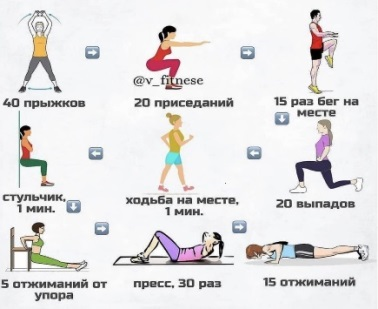 @v_fitnese
40 прыжков
20 приседаний
15 раз бег на
месте
стульчик,
1 мин.
ходьба на месте,
1 мин.
20 выпадов
5 отжиманий от
упора
пресс, 30 раз
15 отжиманий